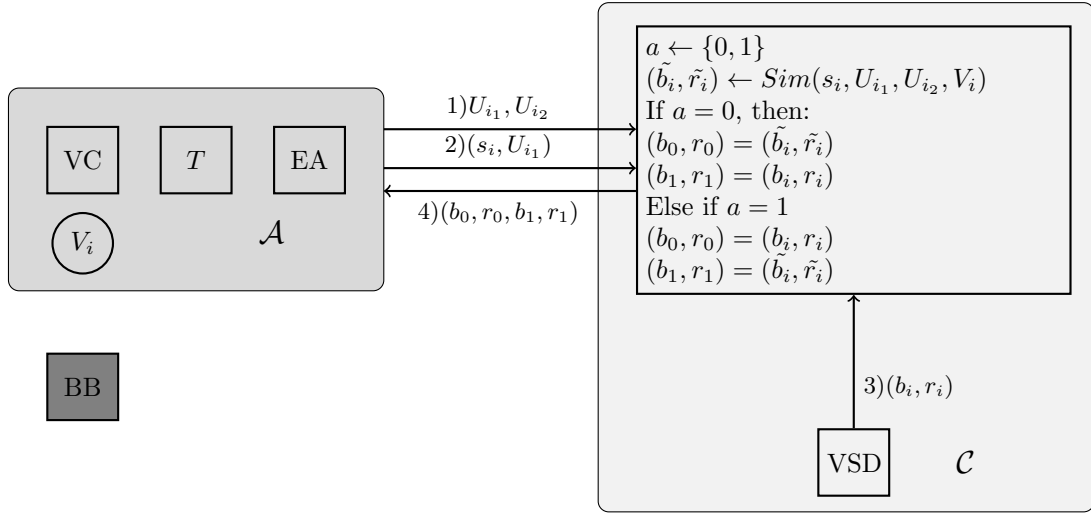 a ← {0, 1}
(b̃_i, r̃_i) ← Sim(s_i, U_{i_1}, U_{i_2}, V_i)
If a = 0, then:
(b_0, r_0) = (b̃_i, r̃_i)
(b_1, r_1) = (b_i, r_i)
Else if a = 1
(b_0, r_0) = (b_i, r_i)
(b_1, r_1) = (b̃_i, r̃_i)
1)U_{i_1}, U_{i_2}
2)(s_i, U_{i_1})
4)(b_0, r_0, b_1, r_1)
VC
T
EA
V_i
𝒜
BB
3)(b_i, r_i)
VSD
𝒞